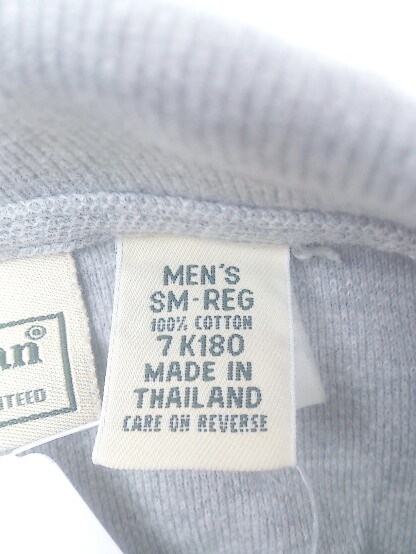 MEN'S
SM-REG
100% COTTON
7 K180
MADE IN
THAILAND
CARE ON REVERSE